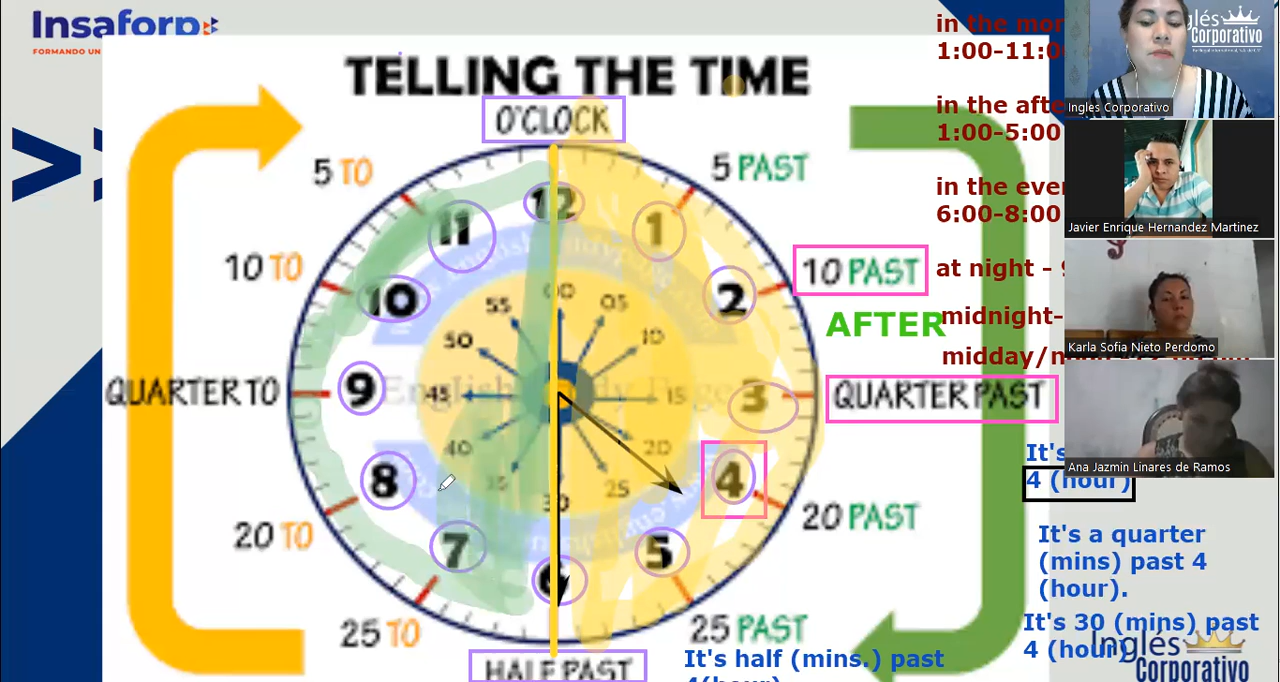 Insaforp
FORMANDO UN
in the mor
1:00-11:0
in the afte
1:00-5:00
in the ever
6:00-8:00
at night -
midnight-
TELLING THE TIME
O'CLOCK
5 TO
5 PAST
10 TO
10 PAST
AFTER
QUARTER TO
QUARTER PAST
20 TO
20 PAST
25 TO
25 PAST
HALF PAST
12
1
2
3
4
5
6
7
8
9
10
11
00
05
10
15
20
25
30
35
40
45
50
55
It's
4 (hour)
It's a quarter
(mins) past 4
(hour).
It's 30 (mins) past
4 (hour)
It's half (mins.) past
4(hour)
Inglés
Corporativo
glés
Corporativo
Ingles Corporativo
Javier Enrique Hernandez Martinez
Karla Sofia Nieto Perdomo
Ana Jazmin Linares de Ramos